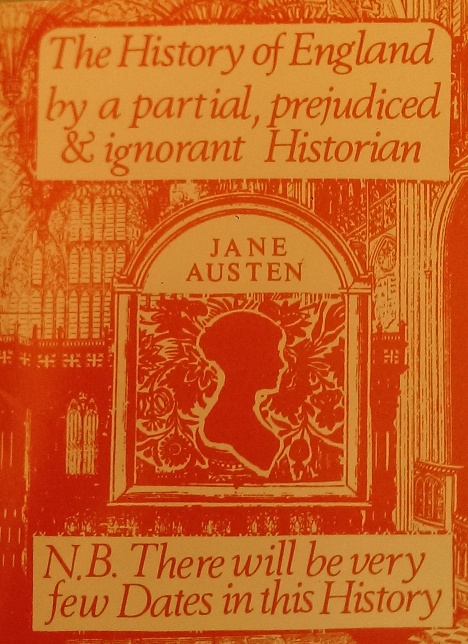 The History of England
by a partial, prejudiced
& ignorant Historian
JANE
AUSTEN
N.B. There will be very
few Dates in this History